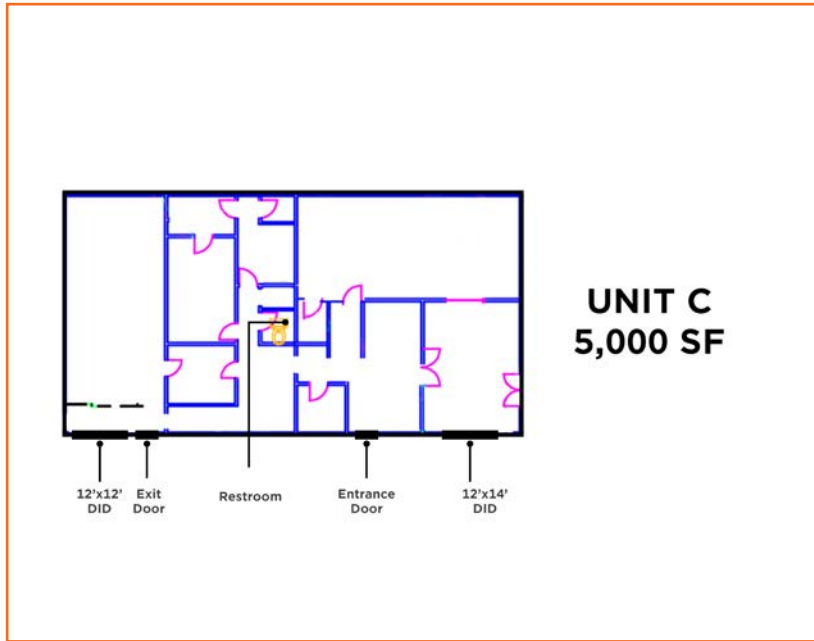 UNIT C
5,000 SF
12'x12'
DID
Exit
Door
Restroom
Entrance
Door
12'x14'
DID